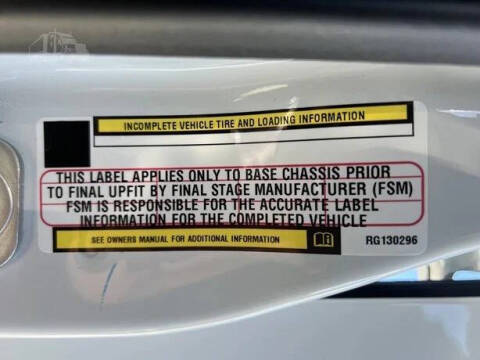 INCOMPLETE VEHICLE TIRE AND LOADING INFORMATION
THIS LABEL APPLIES ONLY TO BASE CHASSIS PRIOR
TO FINAL UPFIT BY FINAL STAGE MANUFACTURER (FSM)
FSM IS RESPONSIBLE FOR THE ACCURATE LABEL
INFORMATION FOR THE COMPLETED VEHICLE
SEE OWNERS MANUAL FOR ADDITIONAL INFORMATION
RG130296